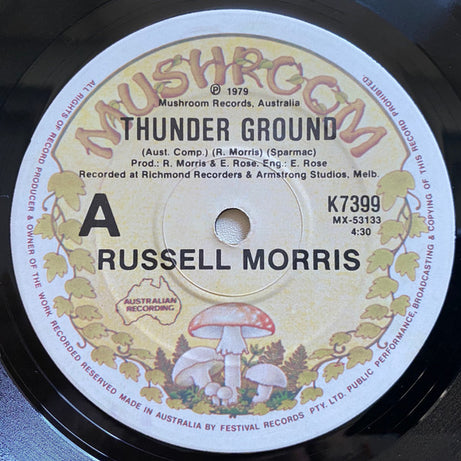 MUSHROOM
℗ 1979
Mushroom Records, Australia
THUNDER GROUND
(Aust. Comp.) (R. Morris) (Sparmac)
Prod.: R. Morris & E. Rose. Eng.: E. Rose
Recorded at Richmond Recorders & Armstrong Studios, Melb.
A
K7399
MX-53133
4:30
RUSSELL MORRIS
AUSTRALIAN
RECORDING
ALL RIGHTS OF RECORD PRODUCER & OWNER OF THE WORK RECORDED RESERVED MADE IN AUSTRALIA BY FESTIVAL RECORDS PTY. LTD. PUBLIC PERFORMANCE, BROADCASTING & COPYING OF THIS RECORD PROHIBITED